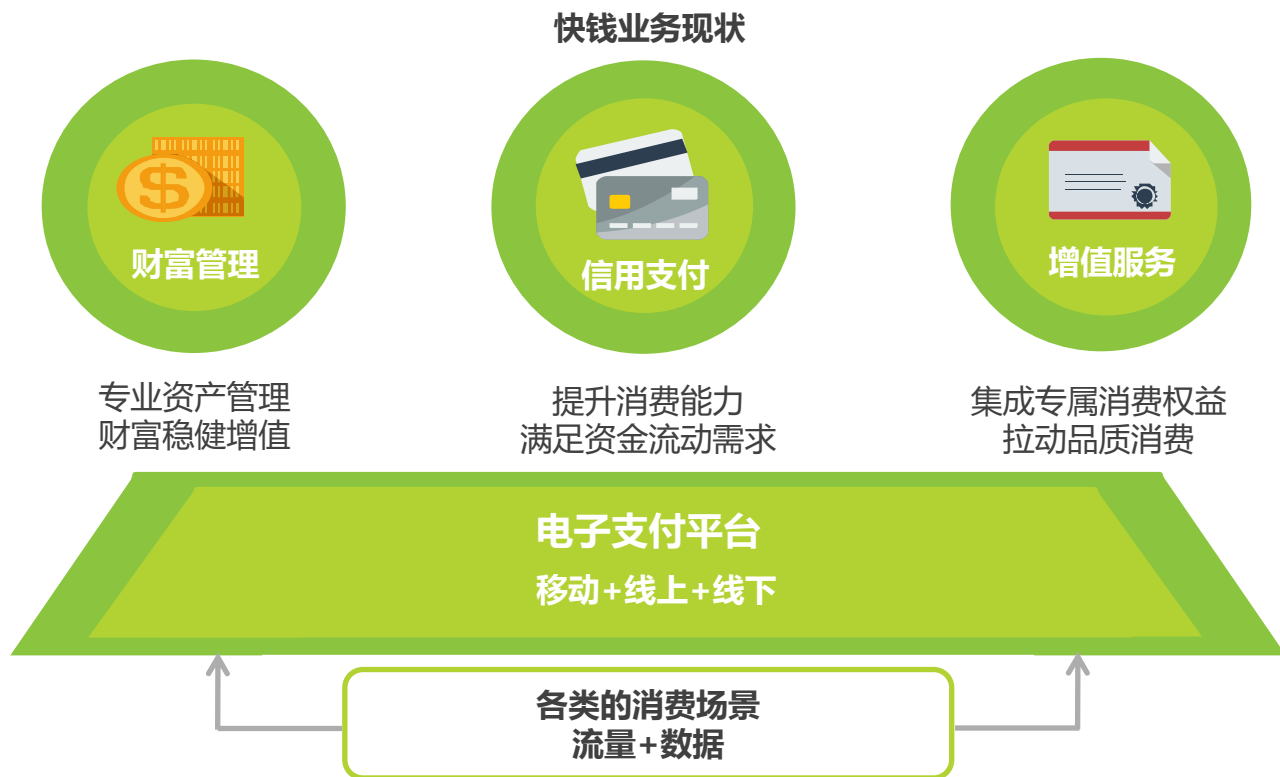 快钱业务现状
财富管理
信用支付
增值服务
专业资产管理
财富稳健增值
提升消费能力
满足资金流动需求
集成专属消费权益
拉动品质消费
电子支付平台
移动+线上+线下
各类的消费场景
流量+数据